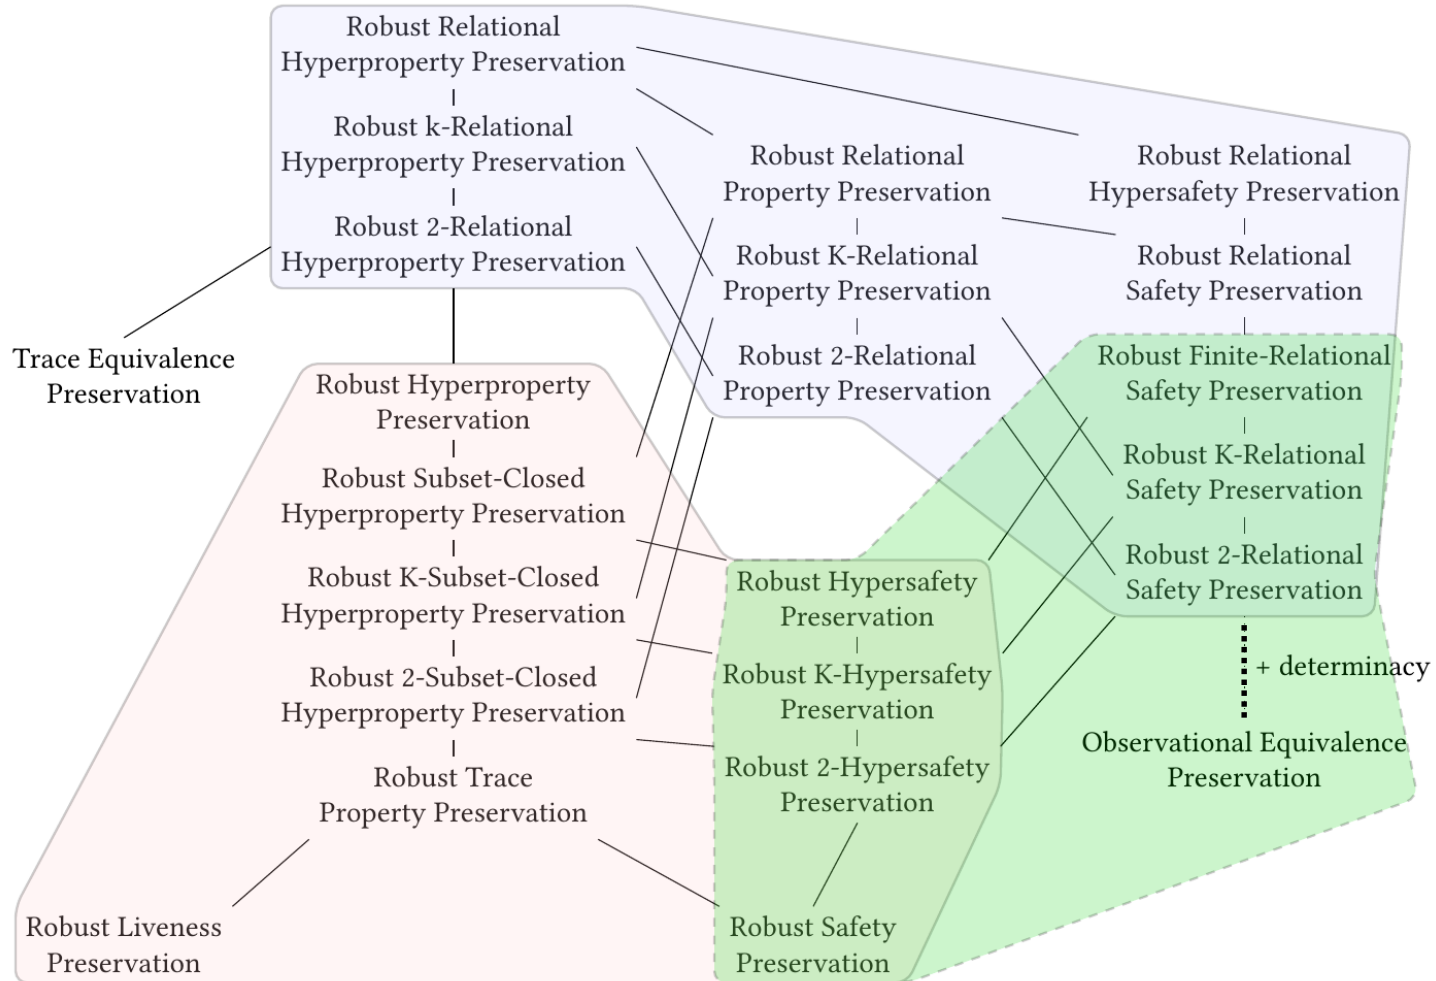 Robust Relational
Hyperproperty Preservation
Robust k-Relational
Hyperproperty Preservation
Robust 2-Relational
Hyperproperty Preservation
Trace Equivalence
Preservation
Robust Relational
Property Preservation
Robust K-Relational
Property Preservation
Robust 2-Relational
Property Preservation
Robust Relational
Hypersafety Preservation
Robust Relational
Safety Preservation
Robust Finite-Relational
Safety Preservation
Robust K-Relational
Safety Preservation
Robust 2-Relational
Safety Preservation
+ determinacy
Observational Equivalence
Preservation
Robust Hyperproperty
Preservation
Robust Subset-Closed
Hyperproperty Preservation
Robust K-Subset-Closed
Hyperproperty Preservation
Robust 2-Subset-Closed
Hyperproperty Preservation
Robust Trace
Property Preservation
Robust Hypersafety
Preservation
Robust K-Hypersafety
Preservation
Robust 2-Hypersafety
Preservation
Robust Liveness
Preservation
Robust Safety
Preservation